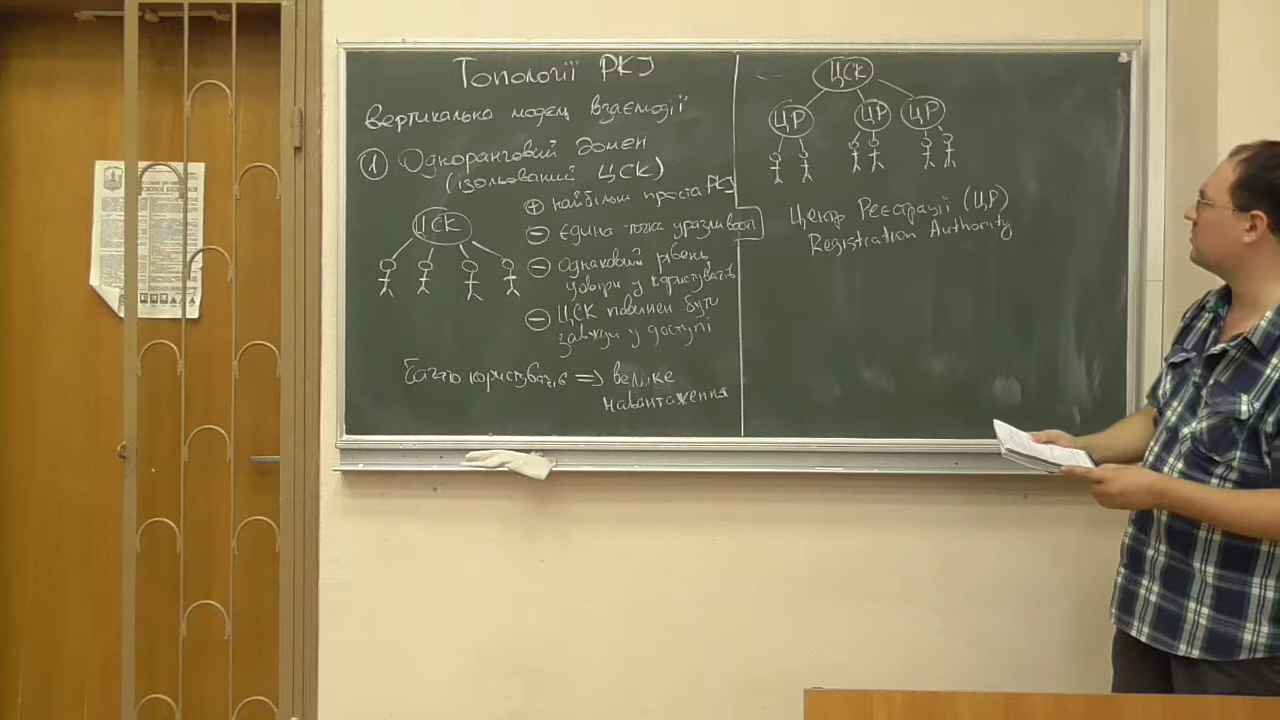 Топології PKI
Вертикальна модель взаємодії
① Одноранговий домен
(ізольований ЦСК)
ЦСК
⊕ найбільш проста PKI
⊖ єдина точка уразливості
⊖ однаковий рівень
довіри у користувачів
⊖ ЦСК повинен бути
завжди у доступі
Багато користувачів ⇒ велике
навантаження
ЦСК
ЦР ЦР ЦР
Центр Реєстрації (ЦР)
Registration Authority